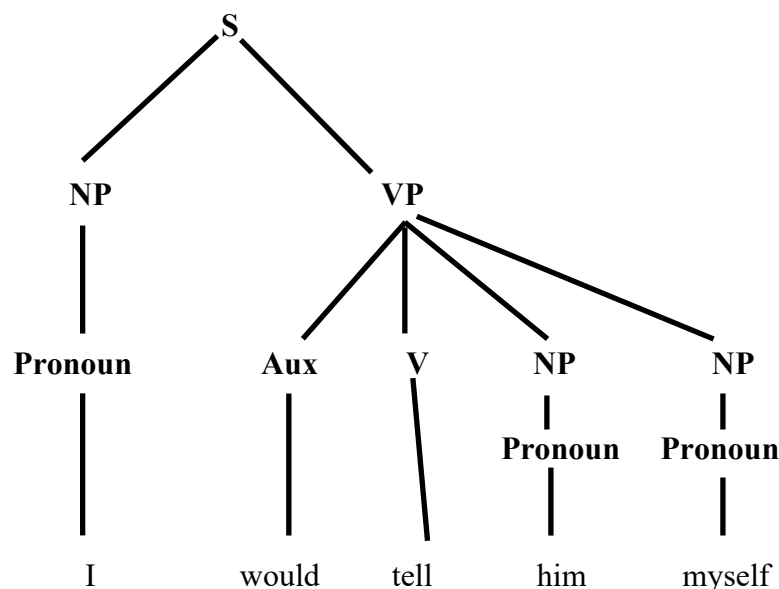 S
NP VP
Pronoun Aux V NP NP
Pronoun Pronoun
I would tell him myself